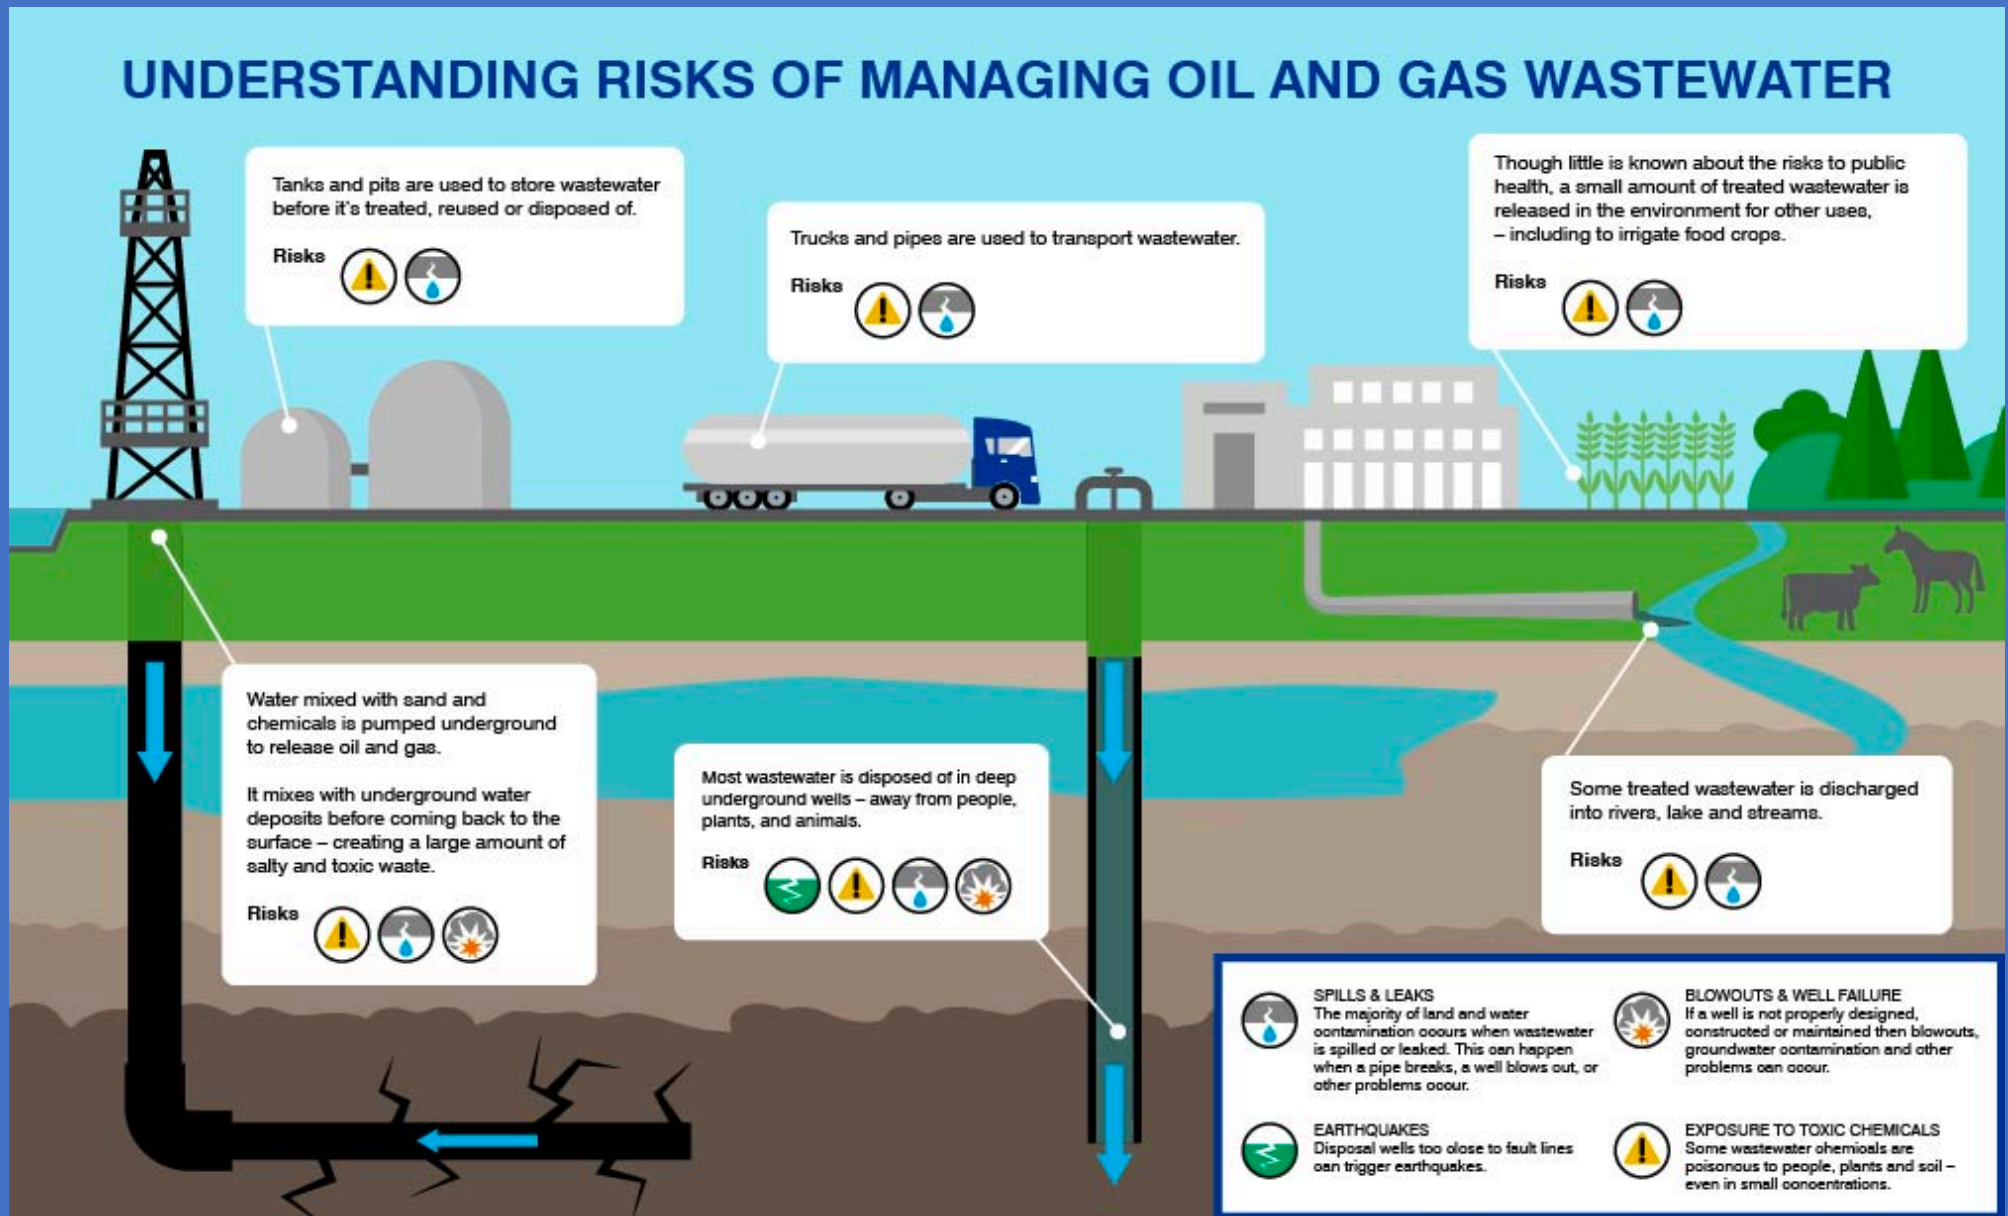 UNDERSTANDING RISKS OF MANAGING OIL AND GAS WASTEWATER
Tanks and pits are used to store wastewater
before it's treated, reused or disposed of.
Risks
Trucks and pipes are used to transport wastewater.
Risks
Though little is known about the risks to public
health, a small amount of treated wastewater is
released in the environment for other uses,
– including to irrigate food crops.
Risks
Water mixed with sand and
chemicals is pumped underground
to release oil and gas.
It mixes with underground water
deposits before coming back to the
surface – creating a large amount of
salty and toxic waste.
Risks
Most wastewater is disposed of in deep
underground wells – away from people,
plants, and animals.
Risks
Some treated wastewater is discharged
into rivers, lake and streams.
Risks
SPILLS & LEAKS
The majority of land and water
contamination occurs when wastewater
is spilled or leaked. This can happen
when a pipe breaks, a well blows out, or
other problems occur.
BLOWOUTS & WELL FAILURE
If a well is not properly designed,
constructed or maintained then blowouts,
groundwater contamination and other
problems can occur.
EARTHQUAKES
Disposal wells too close to fault lines
can trigger earthquakes.
EXPOSURE TO TOXIC CHEMICALS
Some wastewater chemicals are
poisonous to people, plants and soil –
even in small concentrations.